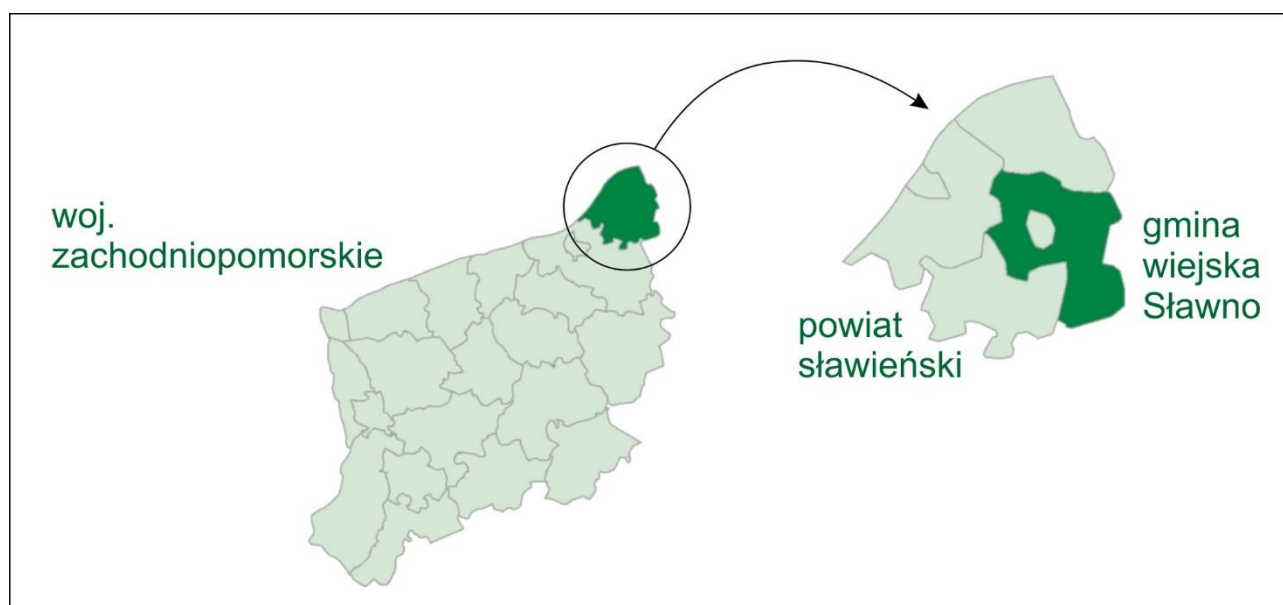 woj.
zachodniopomorskie
powiat
sławieński
gmina
wiejska
Sławno